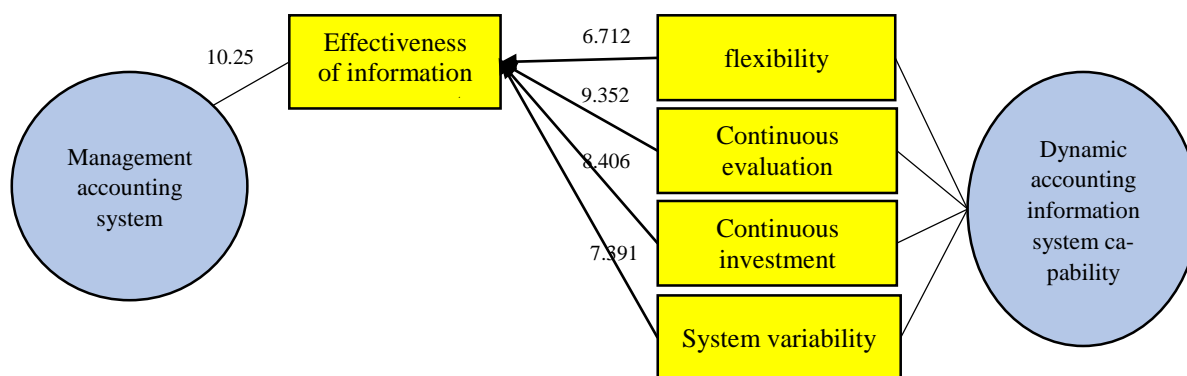 10.25
Effectiveness
of information
6.712
flexibility
9.352
Continuous
evaluation
8.406
Continuous
investment
7.391
System variability
Management
accounting
system
Dynamic
accounting
information
system ca-
pability